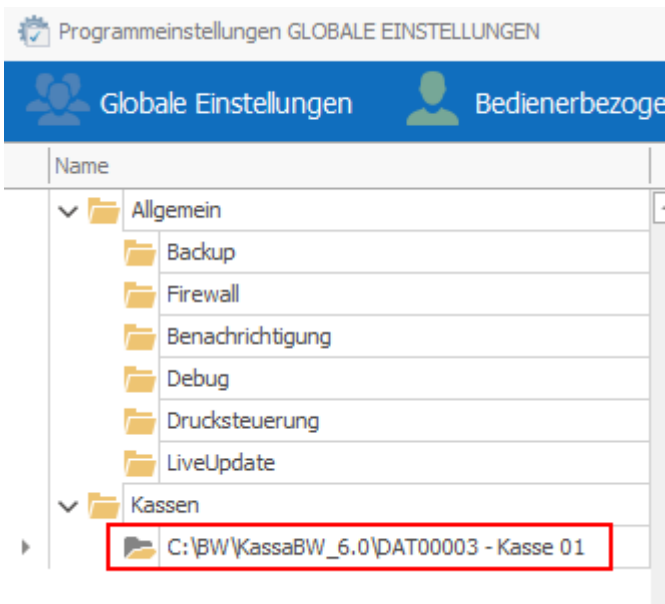 Programmeinstellungen GLOBALE EINSTELLUNGEN
Globale Einstellungen Bedienerbezoge
Name
Allgemein
Backup
Firewall
Benachrichtigung
Debug
Drucksteuerung
LiveUpdate
Kassen
C:\BW\KassaBW_6.0\DAT00003 - Kasse 01